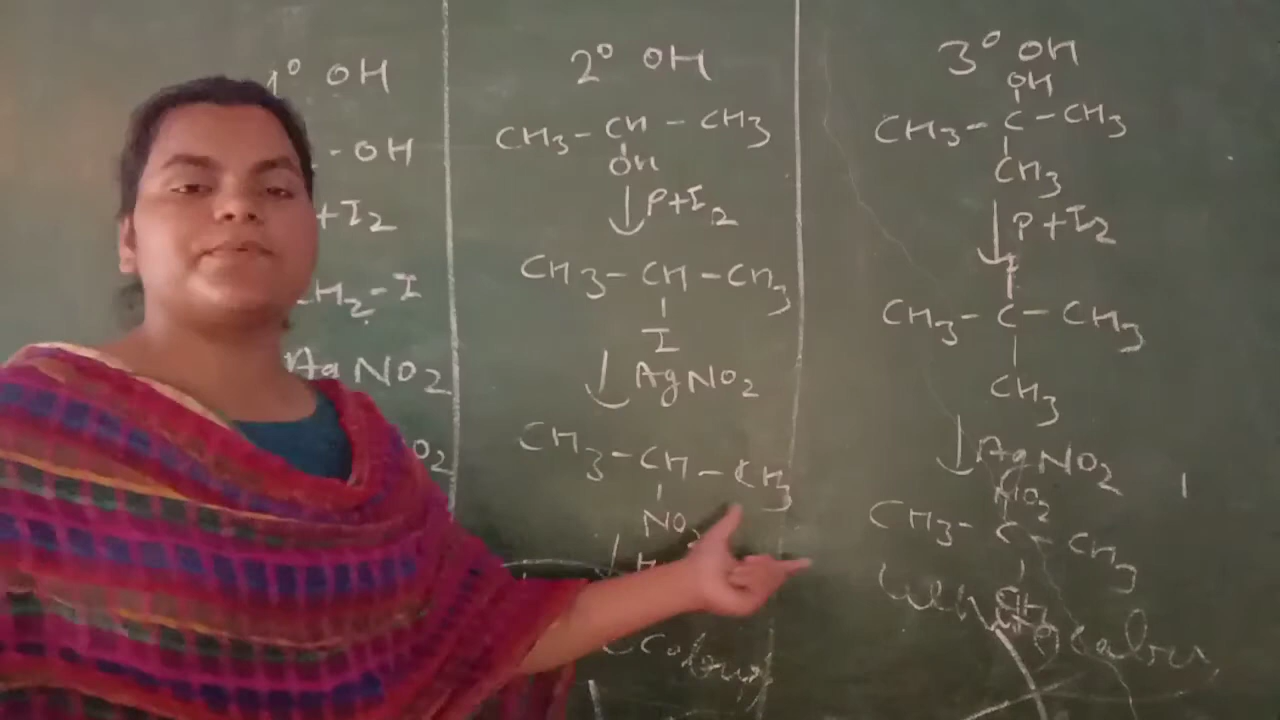 1° OH
- OH
+I2
CH2-I
AgNO2
O2
2° OH
CH3-CH-CH3
OH
P+I2
CH3-CH-CH3
I
AgNO2
CH3-CH-CH3
NO2
H
Colour
3° OH
OH
CH3-C-CH3
CH3
P+I2
I
CH3-C-CH3
CH3
AgNO2
NO2
CH3-C-CH3
CH3